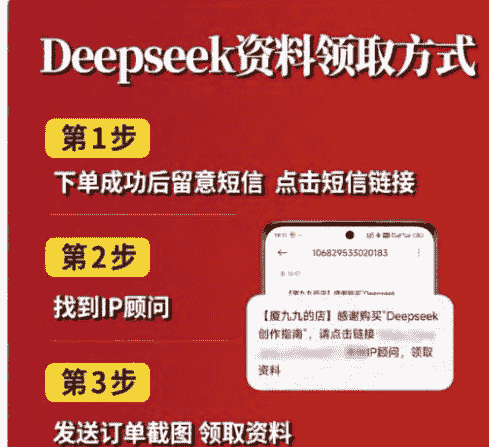 Deepseek资料领取方式
第1步
下单成功后留意短信 点击短信链接
第2步
找到IP顾问
第3步
发送订单截图 领取资料
106829533020183
【厦九九的店】感谢购买"Deepseek
创作指南"，请点击链接
IP顾问，领取
资料